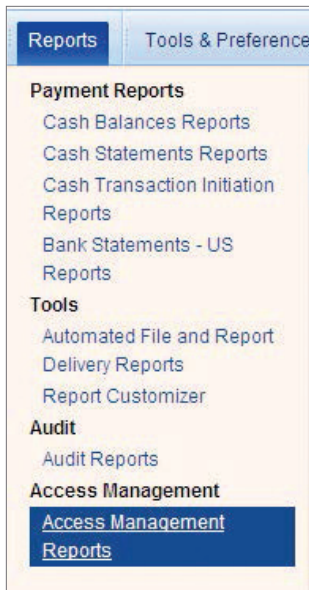 Reports Tools & Preference
Payment Reports
Cash Balances Reports
Cash Statements Reports
Cash Transaction Initiation
Reports
Bank Statements - US
Reports
Tools
Automated File and Report
Delivery Reports
Report Customizer
Audit
Audit Reports
Access Management
Access Management
Reports